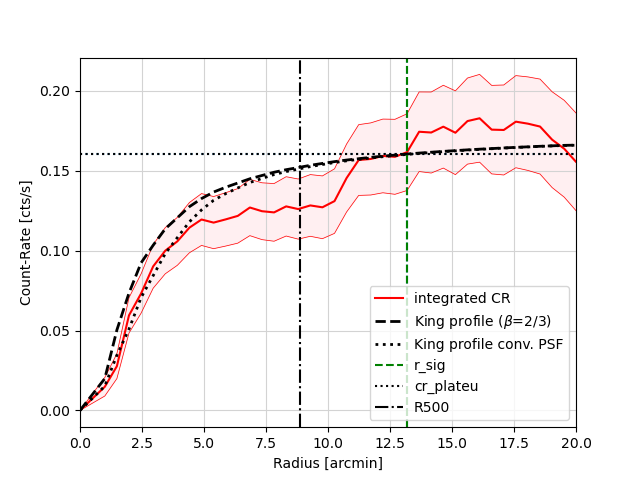 0.20
0.15
0.10
0.05
0.00
Count-Rate [cts/s]
integrated CR
King profile (β=2/3)
King profile conv. PSF
r_sig
cr_plateu
R500
0.0 2.5 5.0 7.5 10.0 12.5 15.0 17.5 20.0
Radius [arcmin]